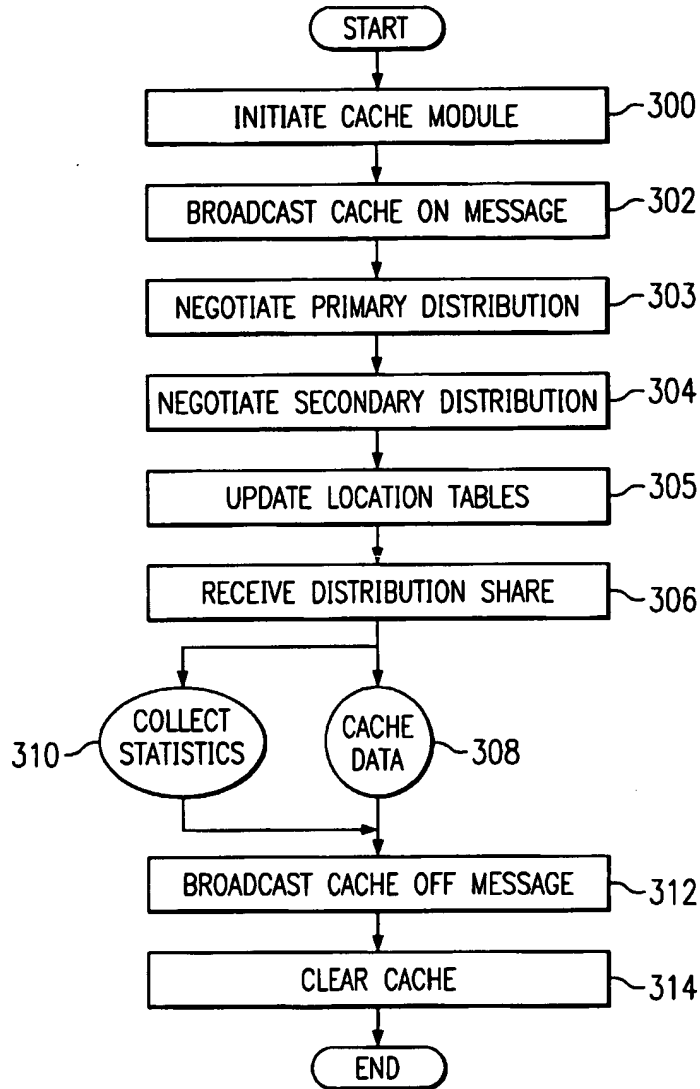 START
INITIATE CACHE MODULE
300
BROADCAST CACHE ON MESSAGE
302
NEGOTIATE PRIMARY DISTRIBUTION
303
NEGOTIATE SECONDARY DISTRIBUTION
304
UPDATE LOCATION TABLES
305
RECEIVE DISTRIBUTION SHARE
306
310
COLLECT
STATISTICS
CACHE
DATA
308
BROADCAST CACHE OFF MESSAGE
312
CLEAR CACHE
314
END